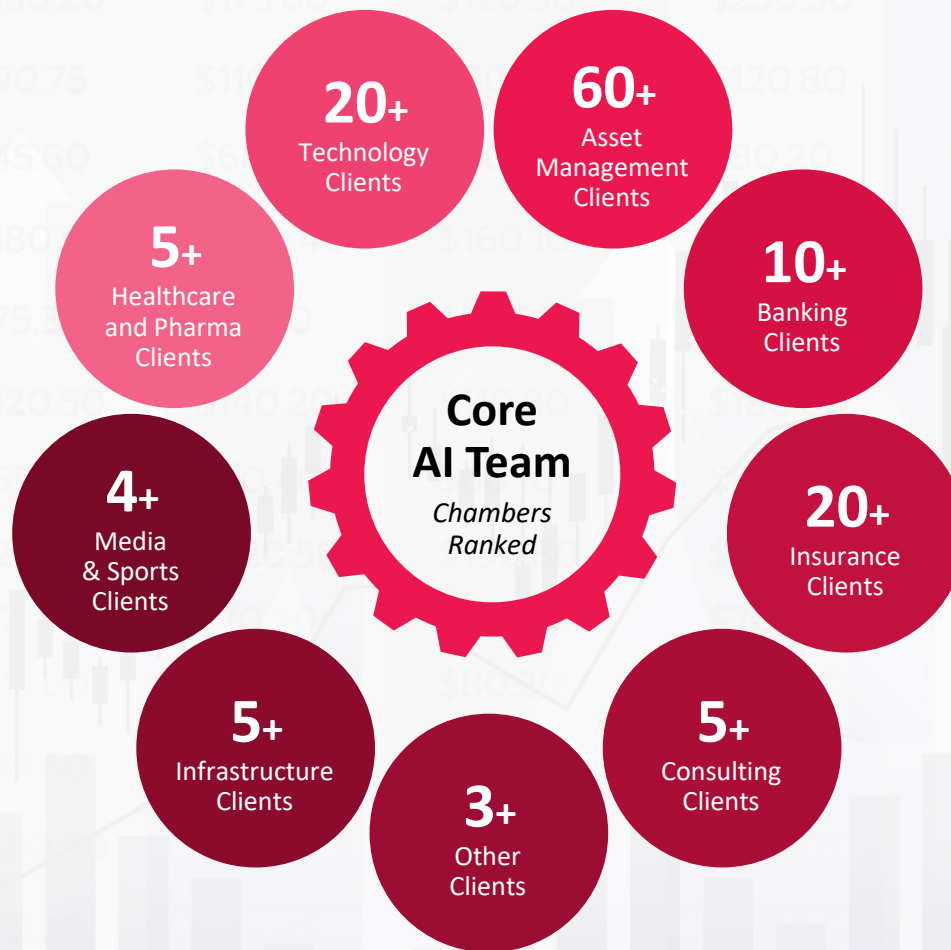 20+
Technology
Clients
60+
Asset
Management
Clients
5+
Healthcare
and Pharma
Clients
10+
Banking
Clients
Core
AI Team
Chambers
Ranked
4+
Media
& Sports
Clients
20+
Insurance
Clients
5+
Infrastructure
Clients
5+
Consulting
Clients
3+
Other
Clients